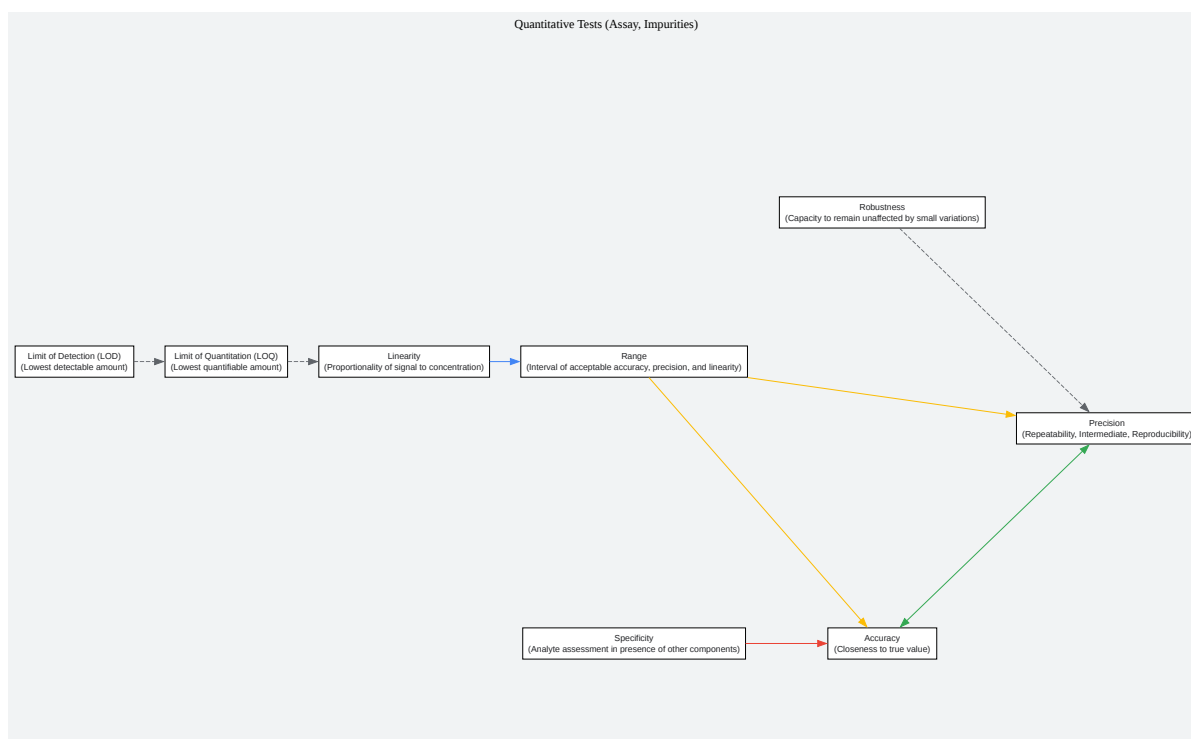 Quantitative Tests (Assay, Impurities)
Robustness
(Capacity to remain unaffected by small variations)
Limit of Detection (LOD)
(Lowest detectable amount)
Limit of Quantitation (LOQ)
(Lowest quantifiable amount)
Linearity
(Proportionality of signal to concentration)
Range
(Interval of acceptable accuracy, precision, and linearity)
Precision
(Repeatability, Intermediate, Reproducibility)
Specificity
(Analyte assessment in presence of other components)
Accuracy
(Closeness to true value)